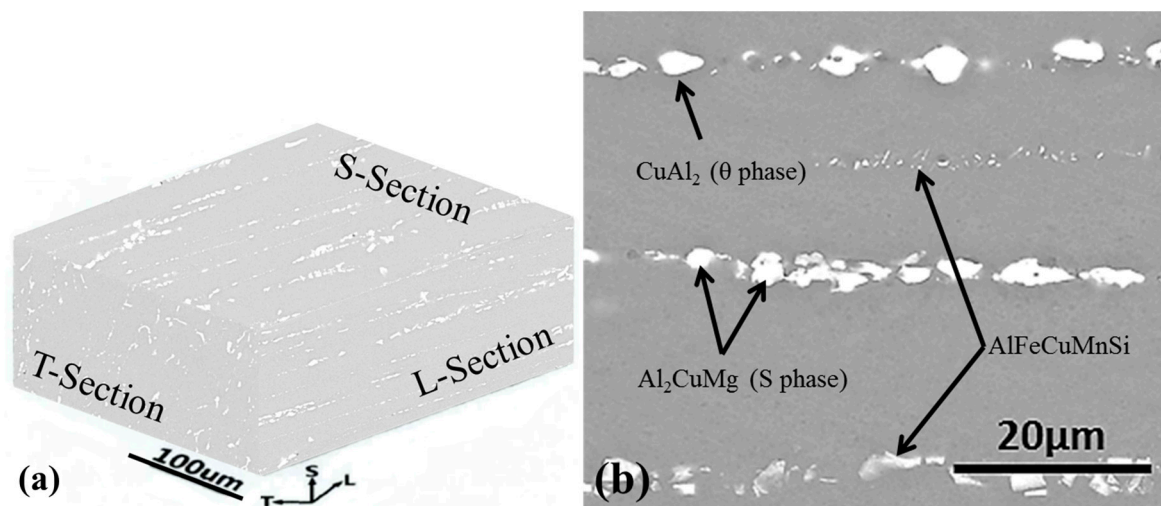 S-Section
T-Section
L-Section
(a)
100um
S
L
T
CuAl₂ (θ phase)
Al₂CuMg (S phase)
AlFeCuMnSi
20µm
(b)